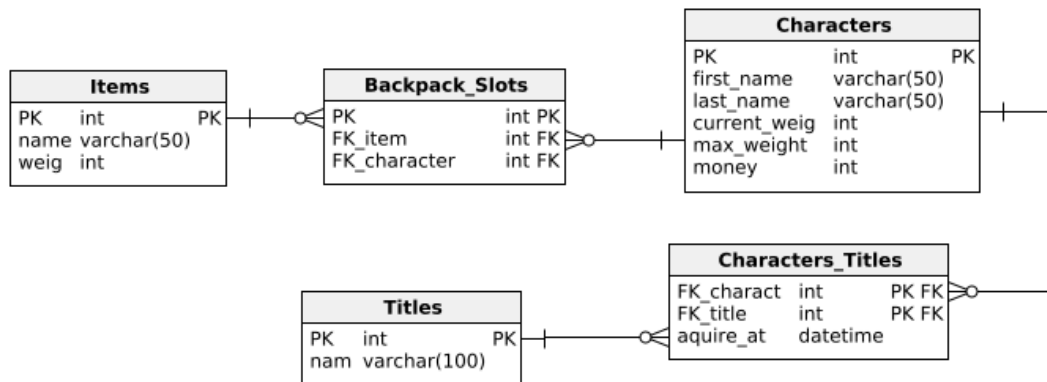 Items
PK int PK
name varchar(50)
weig int
Backpack_Slots
PK int PK
FK_item int FK
FK_character int FK
Characters
PK int PK
first_name varchar(50)
last_name varchar(50)
current_weig int
max_weight int
money int
Titles
PK int PK
nam varchar(100)
Characters_Titles
FK_charact int PK FK
FK_title int PK FK
aquire_at datetime